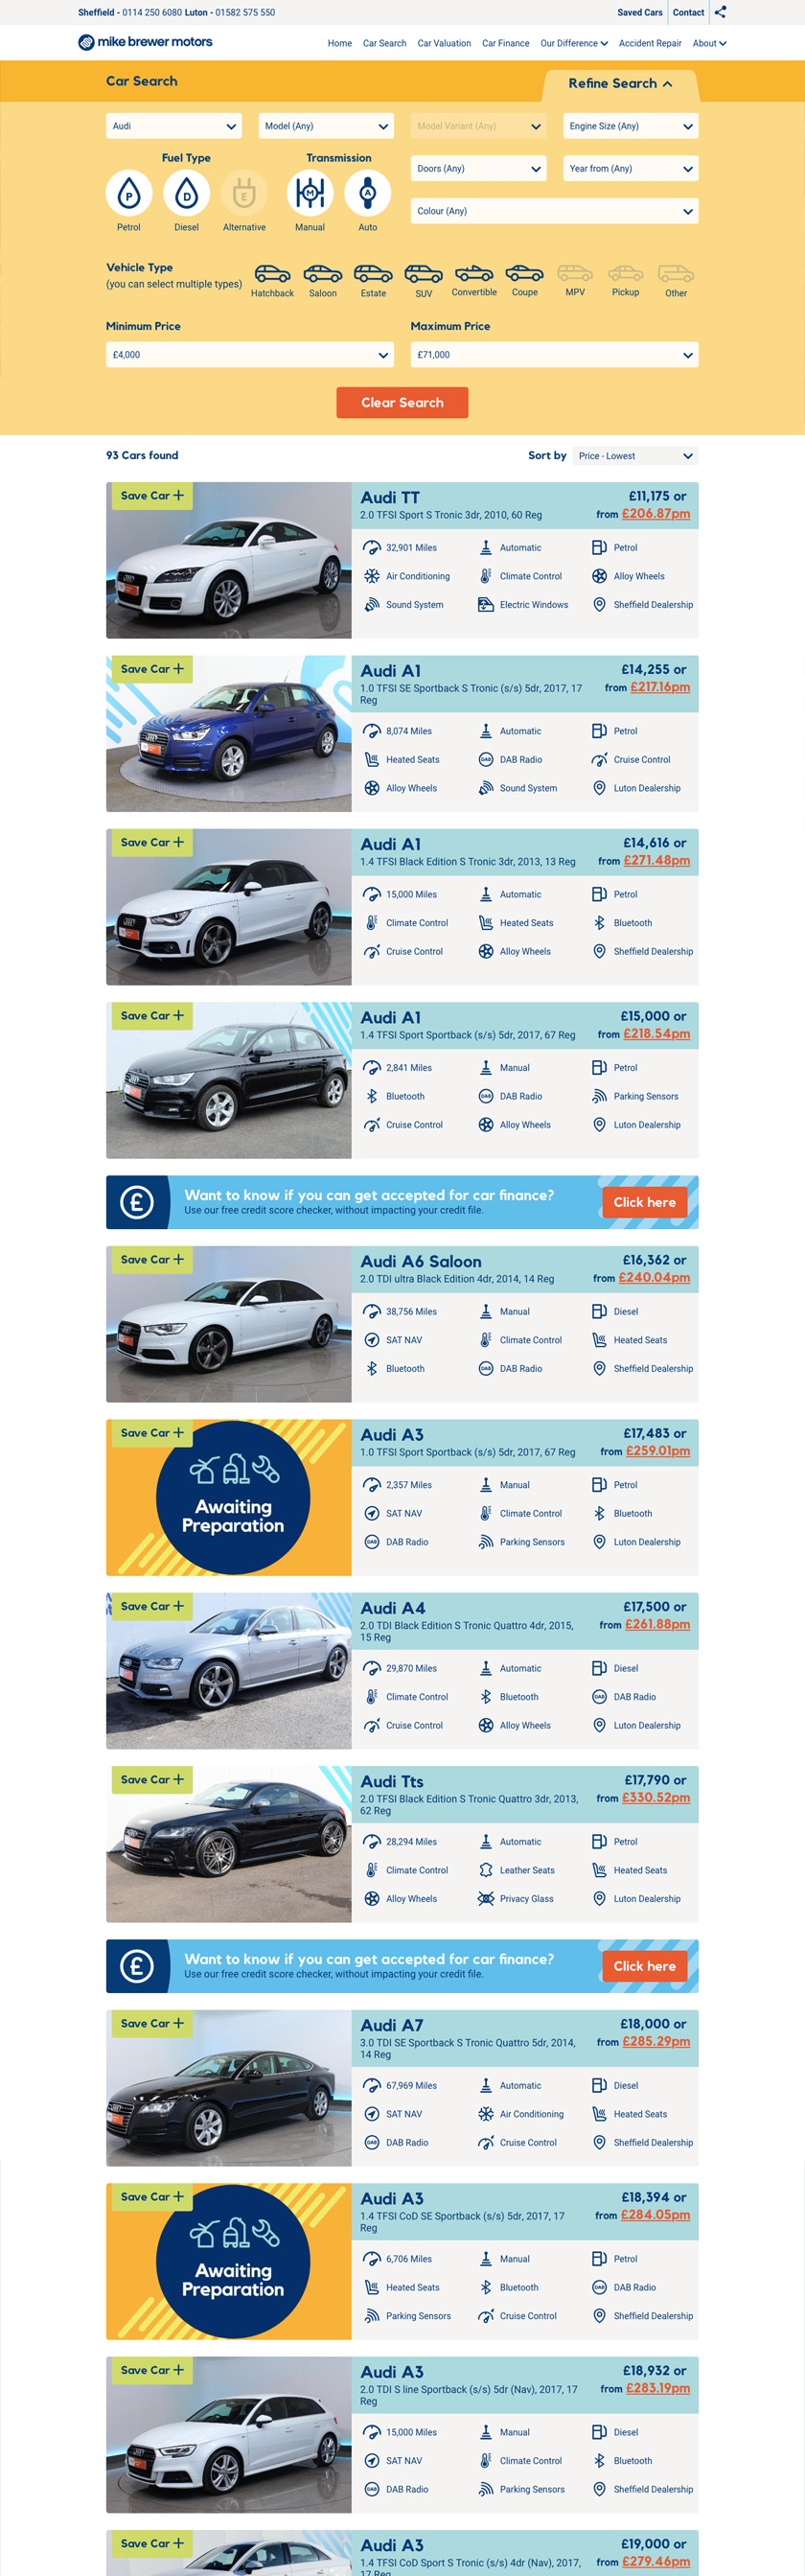 Sheffield - 0114 250 6080 Luton - 01582 575 550
Saved Cars
Contact
mike brewer motors
Home
Car Search
Car Valuation
Car Finance
Our Difference
Accident Repair
About
Car Search
Refine Search
Audi
Model (Any)
Model Variant (Any)
Engine Size (Any)
Fuel Type
Transmission
Doors (Any)
Year from (Any)
P
D
E
M
A
Petrol
Diesel
Alternative
Manual
Auto
Colour (Any)
Vehicle Type
(you can select multiple types)
Hatchback
Saloon
Estate
SUV
Convertible
Coupe
MPV
Pickup
Other
Minimum Price
Maximum Price
£4,000
£71,000
Clear Search
93 Cars found
Sort by
Price - Lowest
Save Car +
Audi TT
£11,175 or
2.0 TFSI Sport S Tronic 3dr, 2010, 60 Reg
from £206.87pm
32,901 Miles
Automatic
Petrol
Air Conditioning
Climate Control
Alloy Wheels
Sound System
Electric Windows
Sheffield Dealership
Save Car +
Audi A1
£14,255 or
1.0 TFSI SE Sportback S Tronic (s/s) 5dr, 2017, 17
Reg
from £217.16pm
8,074 Miles
Automatic
Petrol
Heated Seats
DAB Radio
Cruise Control
Alloy Wheels
Sound System
Luton Dealership
Save Car +
Audi A1
£14,616 or
1.4 TFSI Black Edition S Tronic 3dr, 2013, 13 Reg
from £271.48pm
15,000 Miles
Automatic
Petrol
Climate Control
Heated Seats
Bluetooth
Cruise Control
Alloy Wheels
Sheffield Dealership
Save Car +
Audi A1
£15,000 or
1.4 TFSI Sport Sportback (s/s) 5dr, 2017, 67 Reg
from £218.54pm
2,841 Miles
Manual
Petrol
Bluetooth
DAB Radio
Parking Sensors
Cruise Control
Alloy Wheels
Luton Dealership
£
Want to know if you can get accepted for car finance?
Use our free credit score checker, without impacting your credit file.
Click here
Save Car +
Audi A6 Saloon
£16,362 or
2.0 TDI ultra Black Edition 4dr, 2014, 14 Reg
from £240.04pm
38,756 Miles
Manual
Diesel
SAT NAV
Climate Control
Heated Seats
Bluetooth
DAB Radio
Sheffield Dealership
Save Car +
Awaiting
Preparation
Audi A3
£17,483 or
1.0 TFSI Sport Sportback (s/s) 5dr, 2017, 67 Reg
from £259.01pm
2,357 Miles
Manual
Petrol
SAT NAV
Climate Control
Bluetooth
DAB Radio
Parking Sensors
Luton Dealership
Save Car +
Audi A4
£17,500 or
2.0 TDI Black Edition S Tronic Quattro 4dr, 2015,
15 Reg
from £261.88pm
29,870 Miles
Automatic
Diesel
Climate Control
Bluetooth
DAB Radio
Cruise Control
Alloy Wheels
Luton Dealership
Save Car +
Audi Tts
£17,790 or
2.0 TFSI Black Edition S Tronic Quattro 3dr, 2013,
62 Reg
from £330.52pm
28,294 Miles
Automatic
Petrol
Climate Control
Leather Seats
Heated Seats
Alloy Wheels
Privacy Glass
Luton Dealership
£
Want to know if you can get accepted for car finance?
Use our free credit score checker, without impacting your credit file.
Click here
Save Car +
Audi A7
£18,000 or
3.0 TDI SE Sportback S Tronic Quattro 5dr, 2014,
14 Reg
from £285.29pm
67,969 Miles
Automatic
Diesel
SAT NAV
Air Conditioning
Heated Seats
DAB Radio
Cruise Control
Sheffield Dealership
Save Car +
Awaiting
Preparation
Audi A3
£18,394 or
1.4 TFSI CoD SE Sportback (s/s) 5dr, 2017, 17
Reg
from £284.05pm
6,706 Miles
Manual
Petrol
Heated Seats
Bluetooth
DAB Radio
Parking Sensors
Cruise Control
Sheffield Dealership
Save Car +
Audi A3
£18,932 or
2.0 TDI S line Sportback (s/s) 5dr (Nav), 2017, 17
Reg
from £283.19pm
15,000 Miles
Manual
Diesel
SAT NAV
Climate Control
Bluetooth
DAB Radio
Parking Sensors
Sheffield Dealership
Save Car +
Audi A3
£19,000 or
1.4 TFSI CoD Sport S Tronic (s/s) 4dr (Nav), 2017,
17 Reg
from £279.46pm